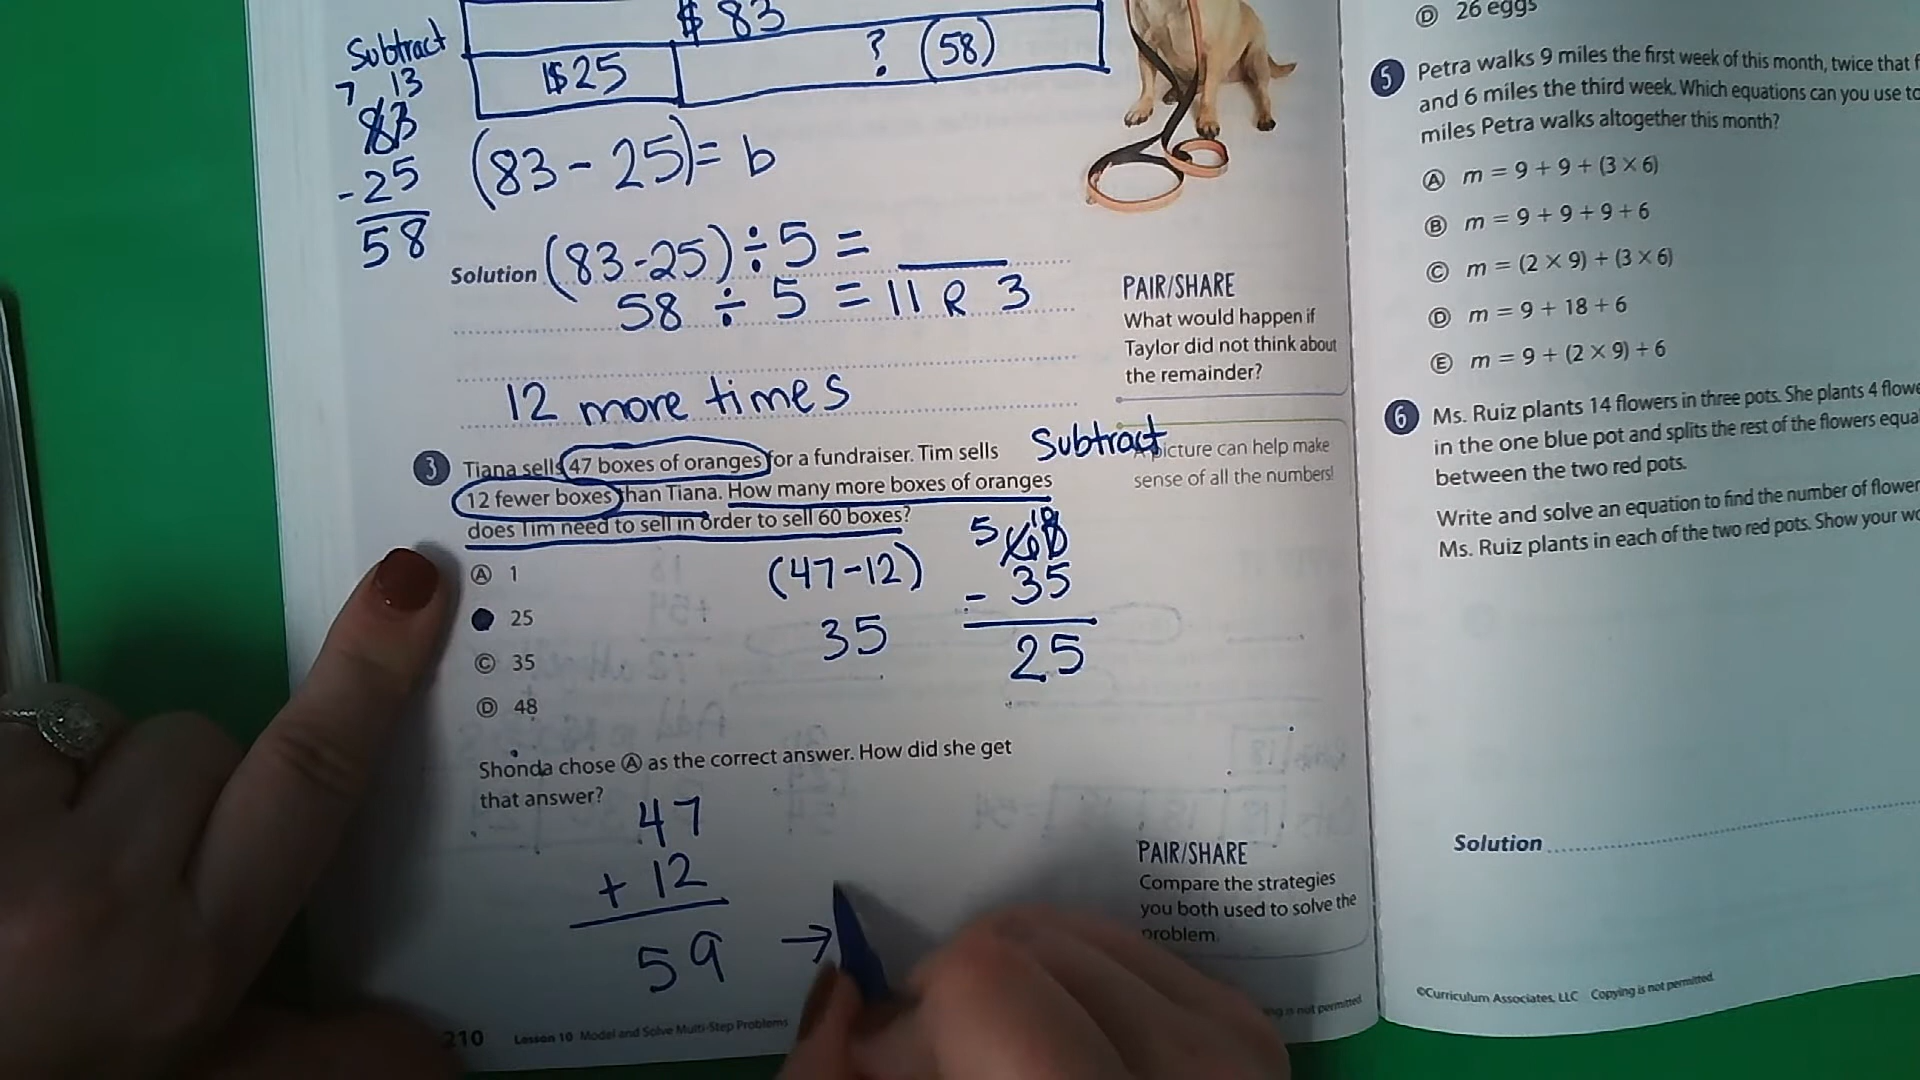 $ 83
$25 ? (58)
Subtract
7 13
83
- 25
58
(83 - 25) = b
Solution (83-25) ÷ 5 =
58 ÷ 5 = 11 R 3
12 more times
PAIR/SHARE
What would happen if
Taylor did not think about
the remainder?
3 Tiana sells 47 boxes of oranges for a fundraiser. Tim sells
12 fewer boxes than Tiana. How many more boxes of oranges
does Tim need to sell in order to sell 60 boxes?
Subtract
picture can help make
sense of all the numbers!
A 1
25
C 35
D 48
(47-12)
35
5 10
60
- 35
25
Shonda chose A as the correct answer. How did she get
that answer?
47
+ 12
59 →
PAIR/SHARE
Compare the strategies
you both used to solve the
problem.
210 Lesson 10 Model and Solve Multi-Step Problems
is not permitted.
D 26 eggs
5 Petra walks 9 miles the first week of this month, twice that
and 6 miles the third week. Which equations can you use to
miles Petra walks altogether this month?
A m = 9 + 9 + (3 × 6)
B m = 9 + 9 + 9 + 6
C m = (2 × 9) + (3 × 6)
D m = 9 + 18 + 6
E m = 9 + (2 × 9) + 6
6 Ms. Ruiz plants 14 flowers in three pots. She plants 4
in the one blue pot and splits the rest of the flowers
between the two red pots.
Write and solve an equation to find the number of
Ms. Ruiz plants in each of the two red pots. Show your
Solution
©Curriculum Associates, LLC Copying is not permitted.